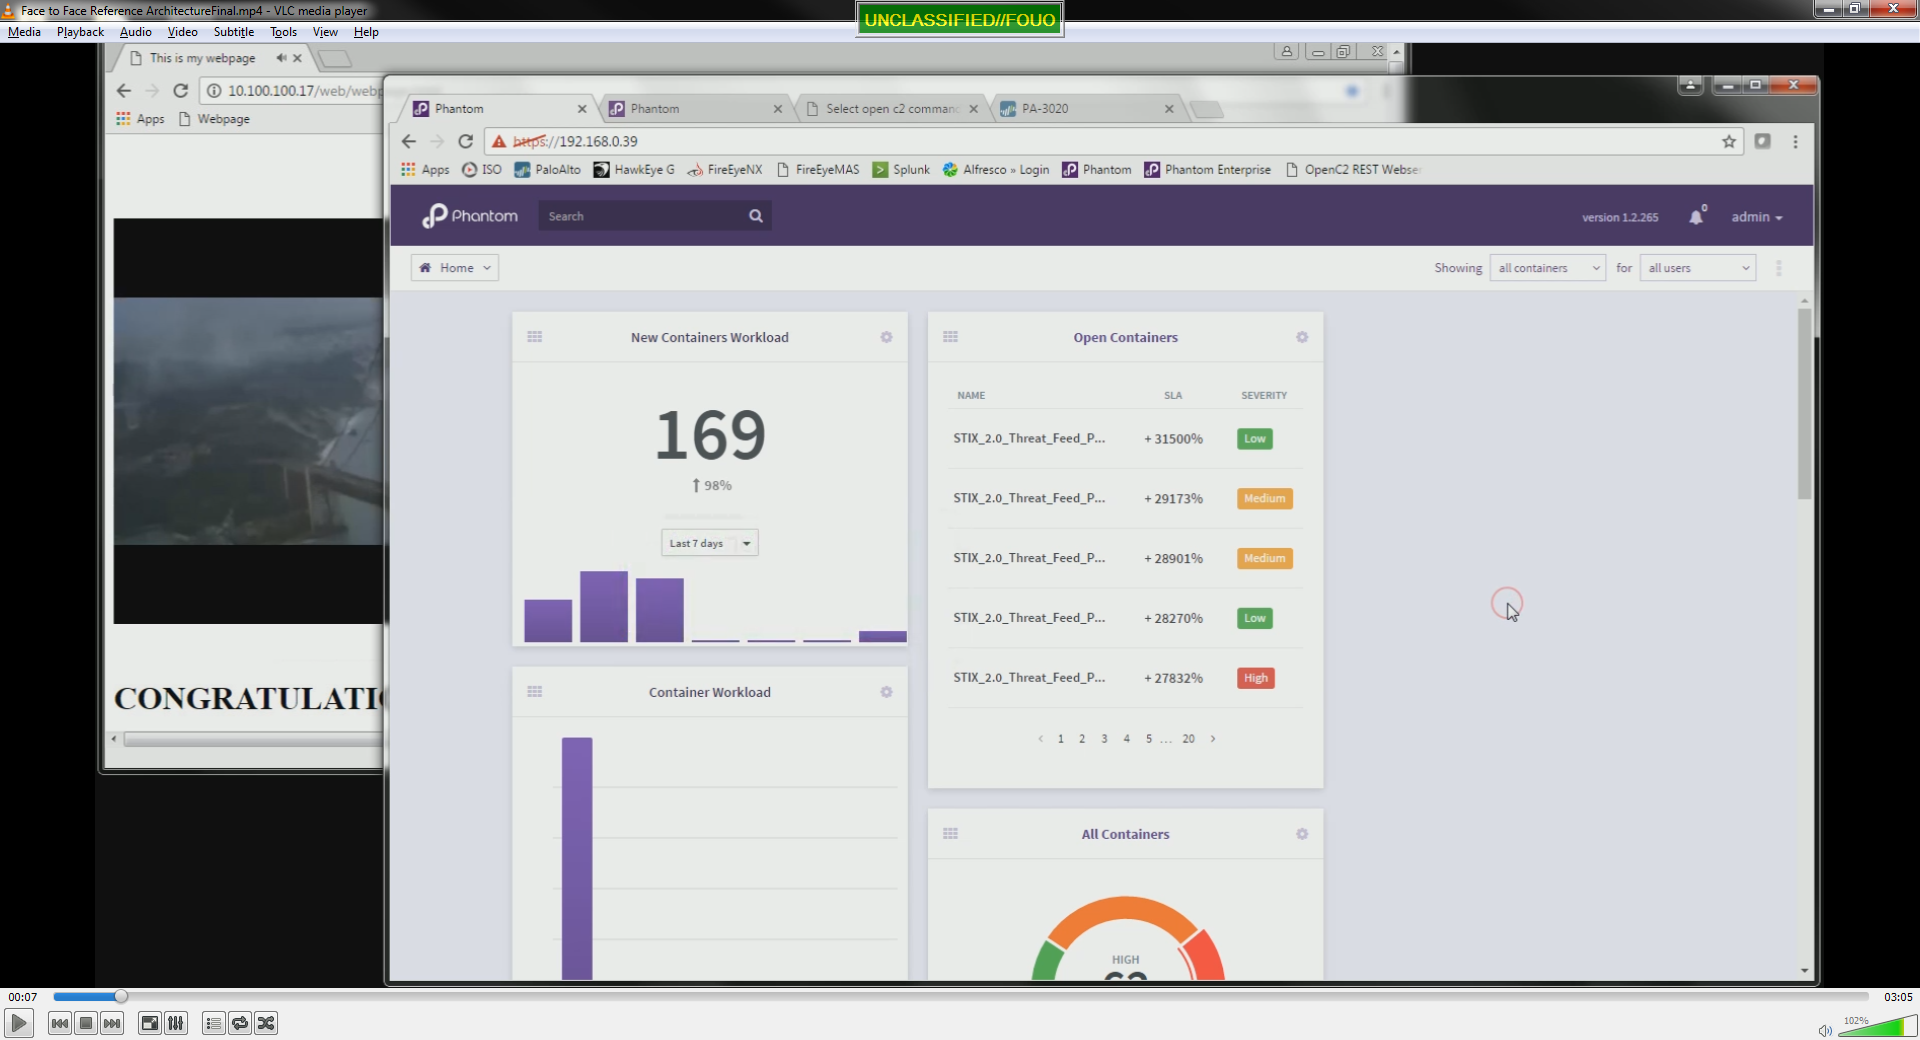 Face to Face Reference ArchitectureFinal.mp4 - VLC media player
UNCLASSIFIED//FOUO
Media Playback Audio Video Subtitle Tools View Help
This is my webpage
10.100.100.17/web/webp
Apps Webpage
CONGRATULATI
Phantom Phantom Select open c2 comman PA-3020
https://192.168.0.39
Apps ISO PaloAlto HawkEye G FireEyeNX FireEyeMAS Splunk Alfresco » Login Phantom Phantom Enterprise OpenC2 REST Webser
Phantom Search version 1.2.265 0 admin
Home Showing all containers for all users
New Containers Workload
169
98%
Last 7 days
Container Workload
Open Containers
NAME SLA SEVERITY
STIX_2.0_Threat_Feed_P... + 31500% Low
STIX_2.0_Threat_Feed_P... + 29173% Medium
STIX_2.0_Threat_Feed_P... + 28901% Medium
STIX_2.0_Threat_Feed_P... + 28270% Low
STIX_2.0_Threat_Feed_P... + 27832% High
‹ 1 2 3 4 5 ... 20 ›
All Containers
HIGH
00:07 03:05
102%